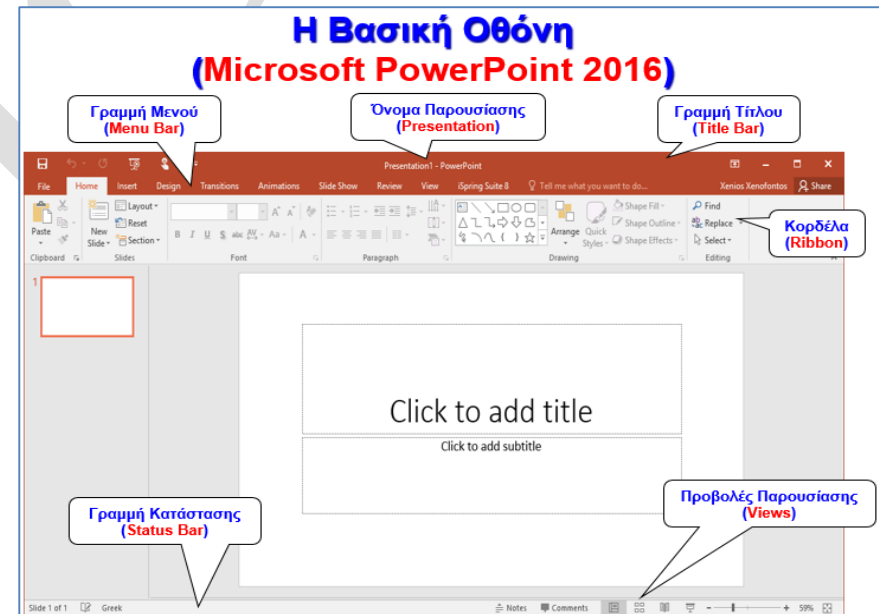 Η Βασική Οθόνη
(Microsoft PowerPoint 2016)
Γραμμή Μενού
(Menu Bar)
Όνομα Παρουσίασης
(Presentation)
Γραμμή Τίτλου
(Title Bar)
Presentation1 - PowerPoint
File Home Insert Design Transitions Animations Slide Show Review View iSpring Suite 8 Tell me what you want to do... Xenios Xenofontos Share
Paste
New
Slide
Layout
Reset
Section
B I U S abc AV Aa A
Arrange
Quick
Styles
Shape Fill
Shape Outline
Shape Effects
Find
Replace
Select
Clipboard Slides Font Paragraph Drawing Editing
Κορδέλα
(Ribbon)
1
Click to add title
Click to add subtitle
Γραμμή Κατάστασης
(Status Bar)
Προβολές Παρουσίασης
(Views)
Slide 1 of 1 Greek Notes Comments 59%